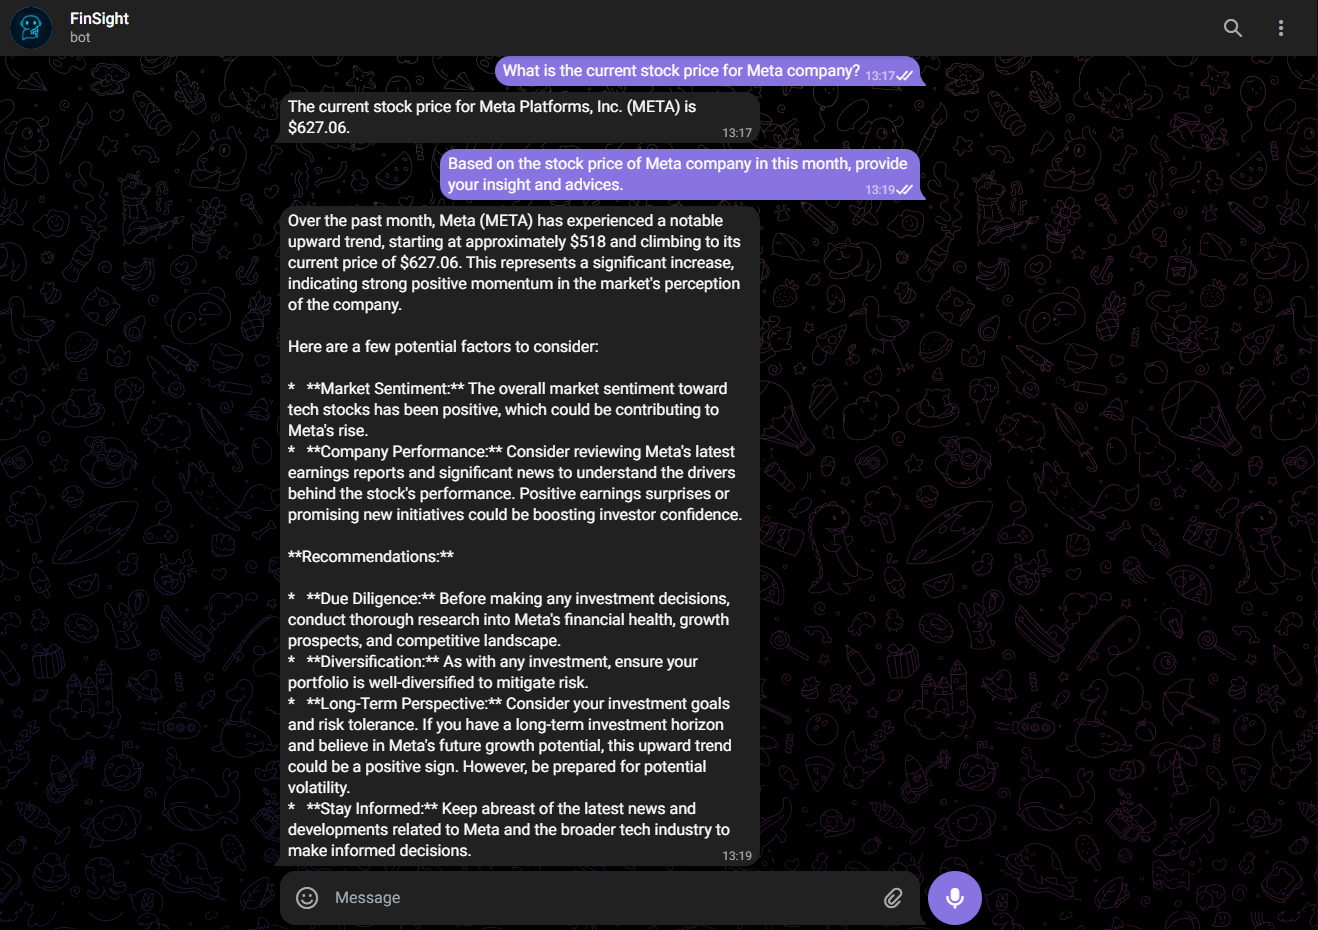 FinSight
bot
What is the current stock price for Meta company? 13:17
The current stock price for Meta Platforms, Inc. (META) is
$627.06.
13:17
Based on the stock price of Meta company in this month, provide
your insight and advices.
13:19
Over the past month, Meta (META) has experienced a notable
upward trend, starting at approximately $518 and climbing to its
current price of $627.06. This represents a significant increase,
indicating strong positive momentum in the market's perception
of the company.
Here are a few potential factors to consider:
*   **Market Sentiment:** The overall market sentiment toward
tech stocks has been positive, which could be contributing to
Meta's rise.
*   **Company Performance:** Consider reviewing Meta's latest
earnings reports and significant news to understand the drivers
behind the stock's performance. Positive earnings surprises or
promising new initiatives could be boosting investor confidence.
**Recommendations:**
*   **Due Diligence:** Before making any investment decisions,
conduct thorough research into Meta's financial health, growth
prospects, and competitive landscape.
*   **Diversification:** As with any investment, ensure your
portfolio is well-diversified to mitigate risk.
*   **Long-Term Perspective:** Consider your investment goals
and risk tolerance. If you have a long-term investment horizon
and believe in Meta's future growth potential, this upward trend
could be a positive sign. However, be prepared for potential
volatility.
*   **Stay Informed:** Keep abreast of the latest news and
developments related to Meta and the broader tech industry to
make informed decisions.
13:19
Message